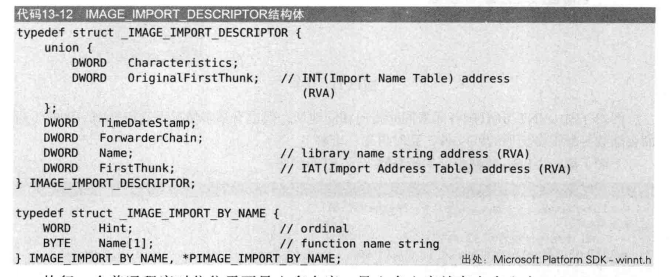 代码13-12 IMAGE_IMPORT_DESCRIPTOR结构体
typedef struct _IMAGE_IMPORT_DESCRIPTOR {
union {
DWORD Characteristics;
DWORD OriginalFirstThunk; // INT(Import Name Table) address
(RVA)
};
DWORD TimeDateStamp;
DWORD ForwarderChain;
DWORD Name; // library name string address (RVA)
DWORD FirstThunk; // IAT(Import Address Table) address (RVA)
} IMAGE_IMPORT_DESCRIPTOR;
typedef struct _IMAGE_IMPORT_BY_NAME {
WORD Hint; // ordinal
BYTE Name[1]; // function name string
} IMAGE_IMPORT_BY_NAME, *PIMAGE_IMPORT_BY_NAME; 出处：Microsoft Platform SDK - winnt.h